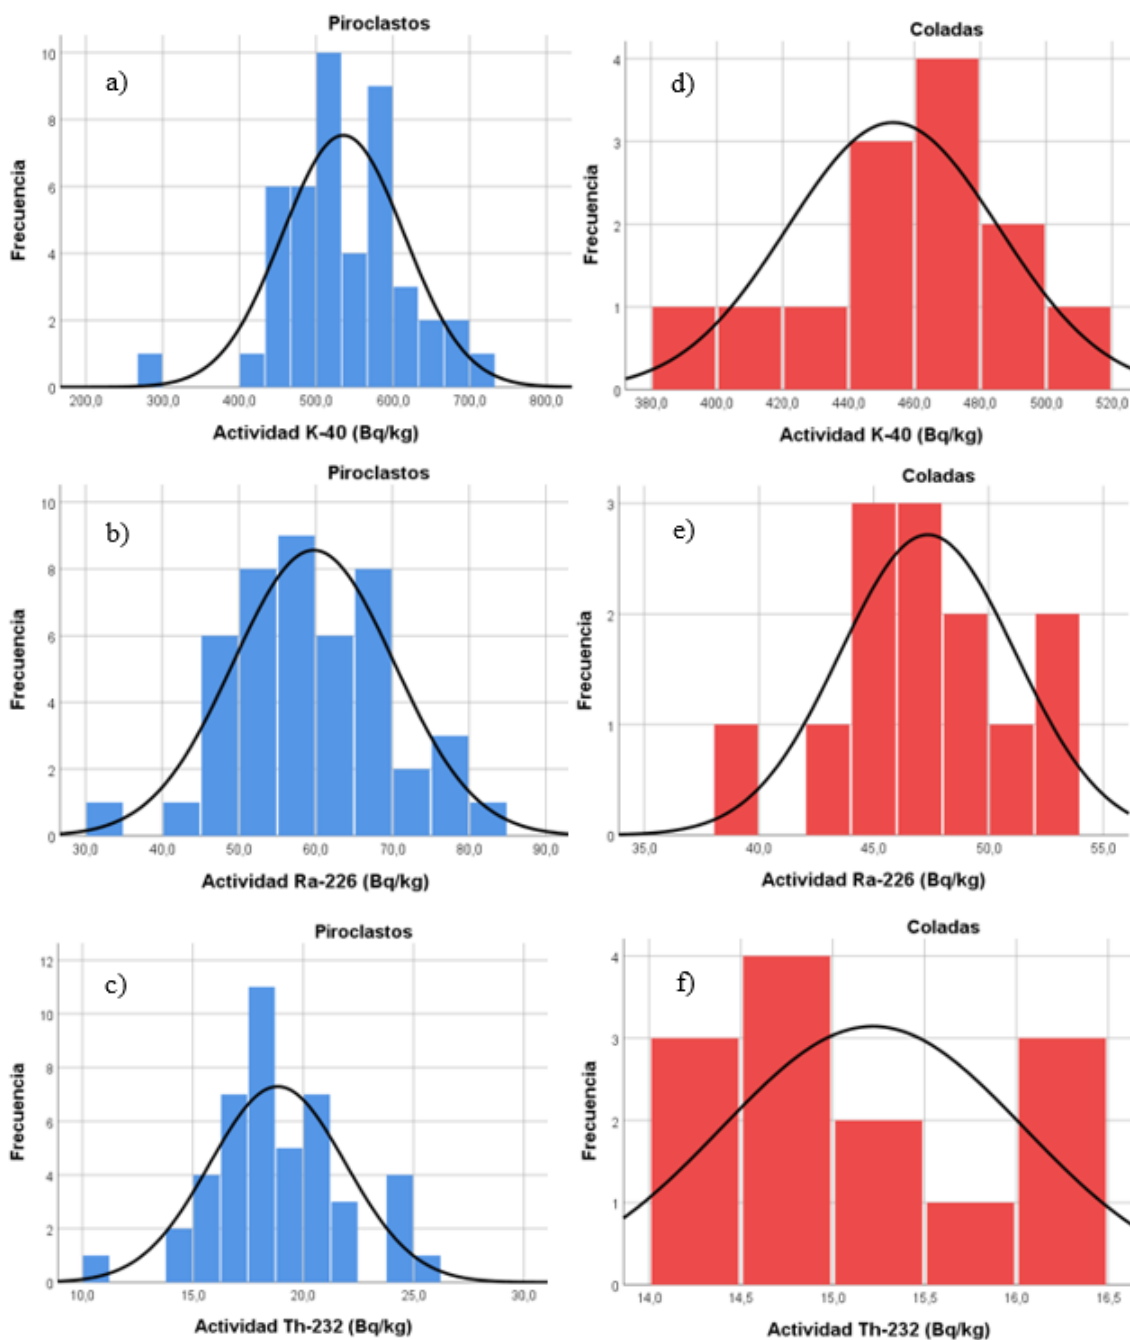 Piroclastos
a)
Frecuencia
10
8
6
4
2
0
200,0 300,0 400,0 500,0 600,0 700,0 800,0
Actividad K-40 (Bq/kg)
Coladas
d)
Frecuencia
4
3
2
1
0
380,0 400,0 420,0 440,0 460,0 480,0 500,0 520,0
Actividad K-40 (Bq/kg)
Piroclastos
b)
Frecuencia
10
8
6
4
2
0
30,0 40,0 50,0 60,0 70,0 80,0 90,0
Actividad Ra-226 (Bq/kg)
Coladas
e)
Frecuencia
3
2
1
0
35,0 40,0 45,0 50,0 55,0
Actividad Ra-226 (Bq/kg)
Piroclastos
c)
Frecuencia
12
10
8
6
4
2
0
10,0 15,0 20,0 25,0 30,0
Actividad Th-232 (Bq/kg)
Coladas
f)
Frecuencia
4
3
2
1
0
14,0 14,5 15,0 15,5 16,0 16,5
Actividad Th-232 (Bq/kg)